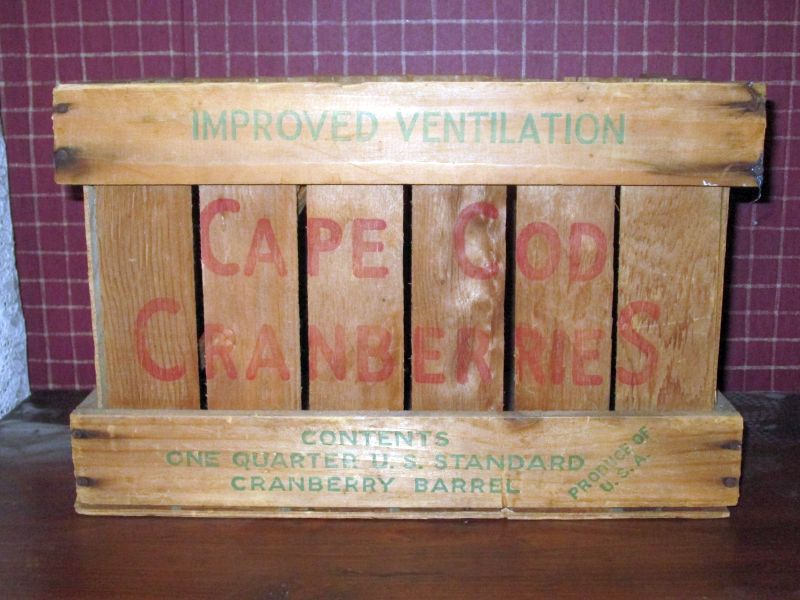 IMPROVED VENTILATION
CAPE COD
CRANBERRIES
CONTENTS
ONE QUARTER U. S. STANDARD
CRANBERRY BARREL
PRODUCE OF
U. S. A.